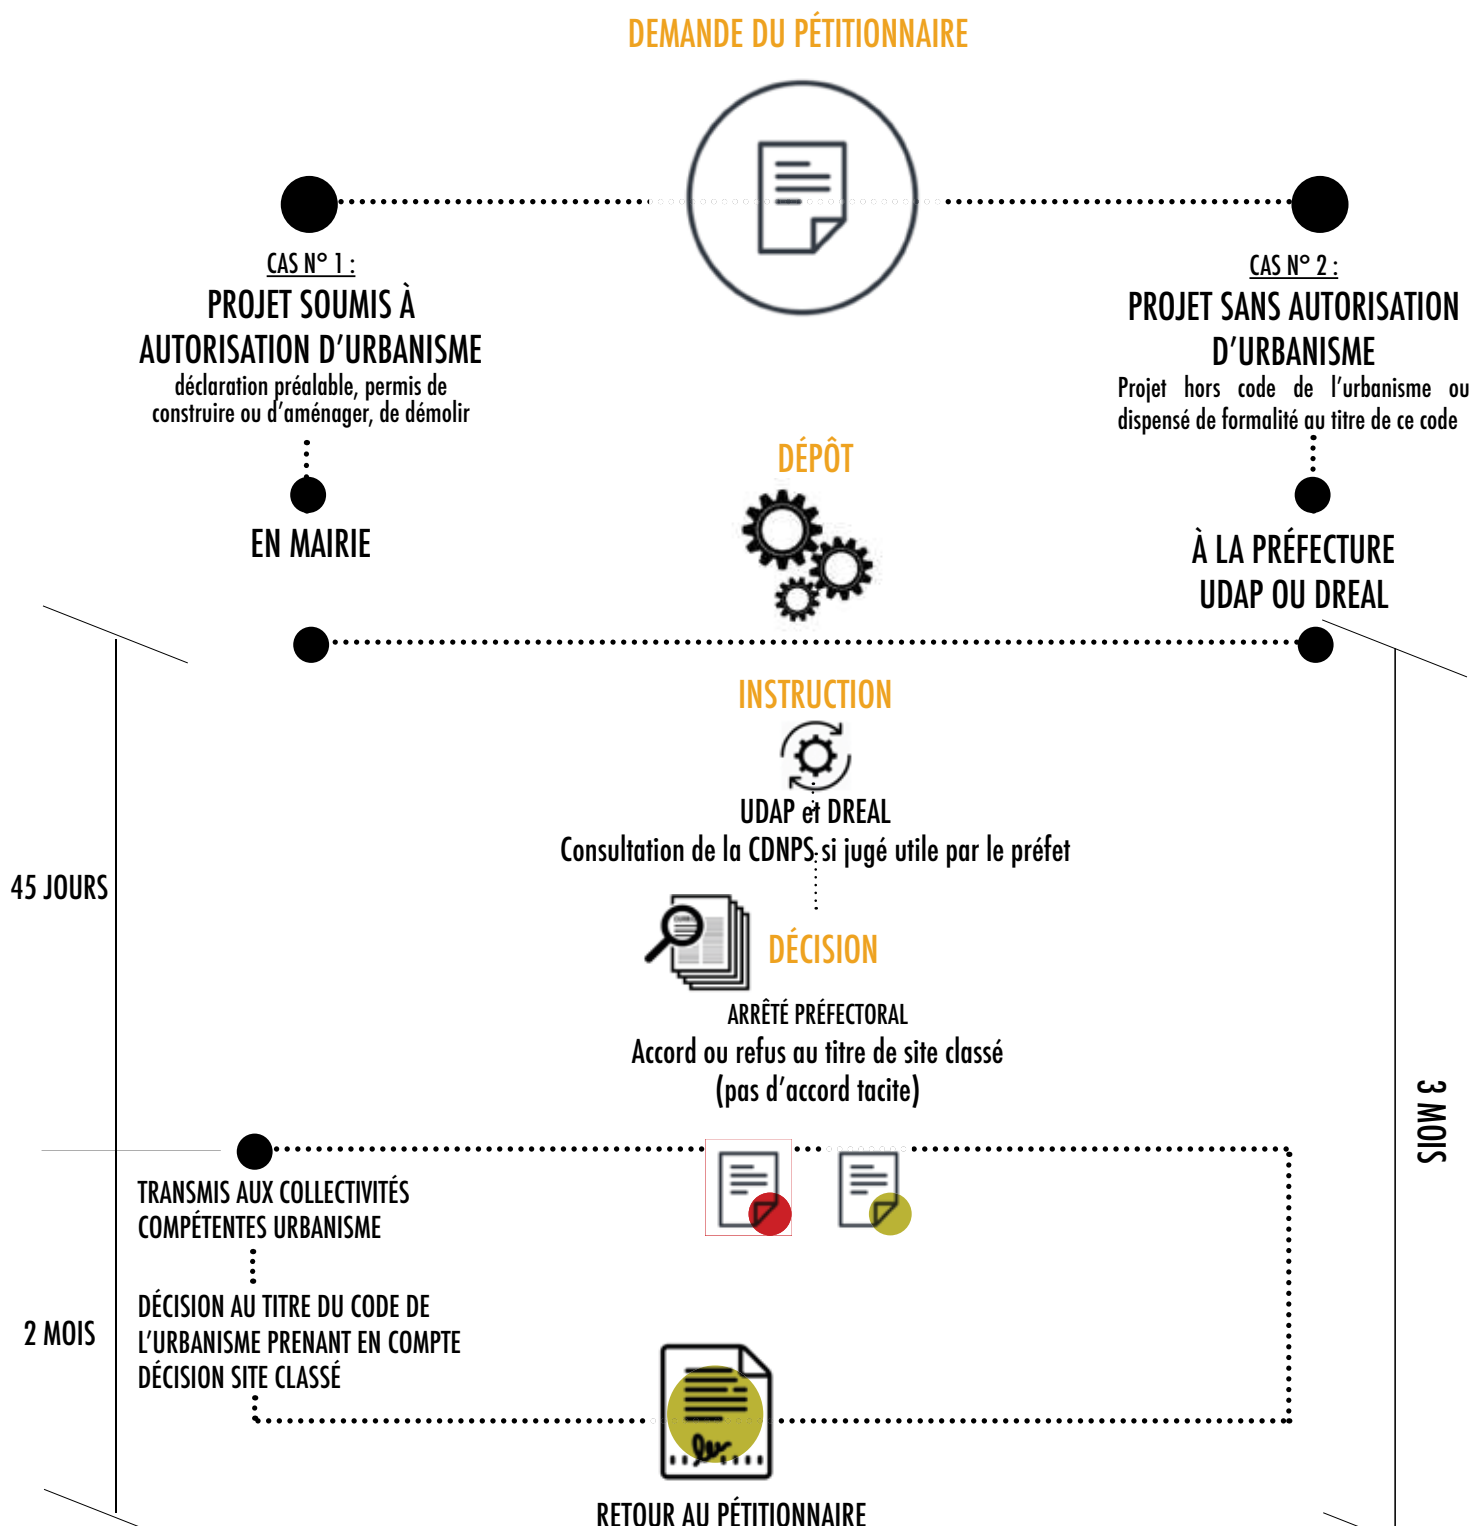 DEMANDE DU PÉTITIONNAIRE
CAS N° 1 :
PROJET SOUMIS À
AUTORISATION D’URBANISME
déclaration préalable, permis de
construire ou d’aménager, de démolir
CAS N° 2 :
PROJET SANS AUTORISATION
D’URBANISME
Projet hors code de l’urbanisme ou
dispensé de formalité au titre de ce code
DÉPÔT
EN MAIRIE
À LA PRÉFECTURE
UDAP OU DREAL
INSTRUCTION
UDAP et DREAL
Consultation de la CDNPS si jugé utile par le préfet
45 JOURS
DÉCISION
ARRÊTÉ PRÉFECTORAL
Accord ou refus au titre de site classé
(pas d’accord tacite)
3 MOIS
TRANSMIS AUX COLLECTIVITÉS
COMPÉTENTES URBANISME
2 MOIS
DÉCISION AU TITRE DU CODE DE
L’URBANISME PRENANT EN COMPTE
DÉCISION SITE CLASSÉ
RETOUR AU PÉTITIONNAIRE